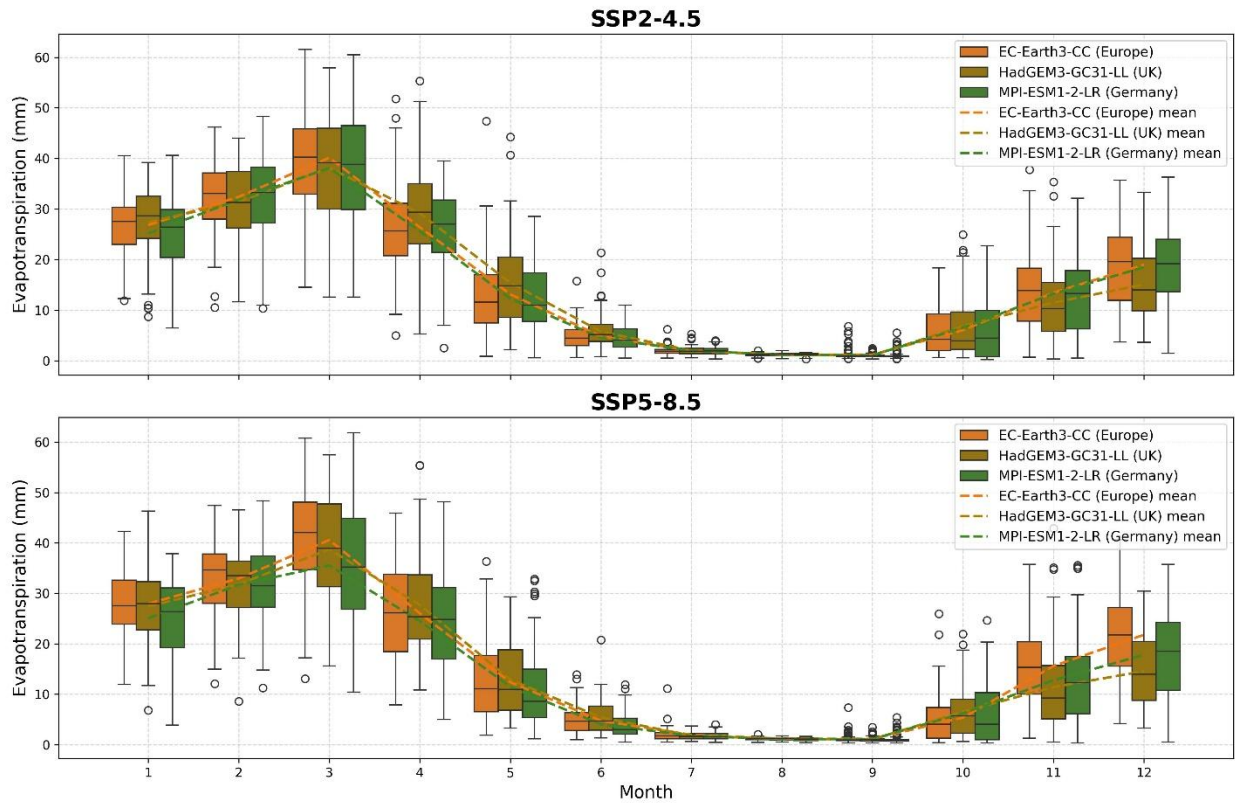 SSP2-4.5
Evapotranspiration (mm)
60
50
40
30
20
10
0
EC-Earth3-CC (Europe)
HadGEM3-GC31-LL (UK)
MPI-ESM1-2-LR (Germany)
EC-Earth3-CC (Europe) mean
HadGEM3-GC31-LL (UK) mean
MPI-ESM1-2-LR (Germany) mean
SSP5-8.5
Evapotranspiration (mm)
60
50
40
30
20
10
0
EC-Earth3-CC (Europe)
HadGEM3-GC31-LL (UK)
MPI-ESM1-2-LR (Germany)
EC-Earth3-CC (Europe) mean
HadGEM3-GC31-LL (UK) mean
MPI-ESM1-2-LR (Germany) mean
1 2 3 4 5 6 7 8 9 10 11 12
Month